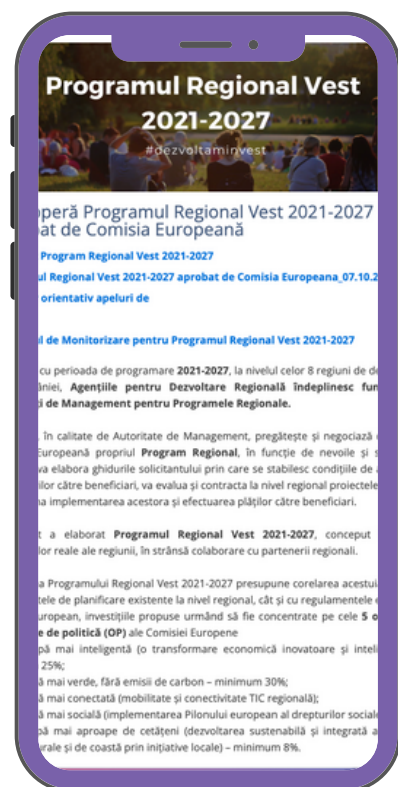 Programul Regional Vest
2021-2027
#dezvoltaminvest
operă Programul Regional Vest 2021-2027
bat de Comisia Europeană
Program Regional Vest 2021-2027
ul Regional Vest 2021-2027 aprobat de Comisia Europeana_07.10.2
orientativ apeluri de
ul de Monitorizare pentru Programul Regional Vest 2021-2027
cu perioada de programare 2021-2027, la nivelul celor 8 regiuni de de
âniei, Agențiile pentru Dezvoltare Regională îndeplinesc fun
ți de Management pentru Programele Regionale.
, în calitate de Autoritate de Management, pregătește și negociază
Europeană propriul Program Regional, în funcție de nevoile și s
va elabora ghidurile solicitantului prin care se stabilesc condițiile de
ilor către beneficiari, va evalua și contracta la nivel regional proiectele
na implementarea acestora și efectuarea plăților către beneficiari.
t a elaborat Programul Regional Vest 2021-2027, conceput
lor reale ale regiunii, în strânsă colaborare cu partenerii regionali.
a Programului Regional Vest 2021-2027 presupune corelarea acestui
tele de planificare existente la nivel regional, cât și cu regulamentele
uropean, investițiile propuse urmând să fie concentrate pe cele 5 o
e de politică (OP) ale Comisiei Europene
pă mai inteligentă (o transformare economică inovatoare și inteli
25%;
ă mai verde, fără emisii de carbon – minimum 30%;
ă mai conectată (mobilitate și conectivitate TIC regională);
ă mai socială (implementarea Pilonului european al drepturilor sociale
pă mai aproape de cetățeni (dezvoltarea sustenabilă și integrată a
urale și de coastă prin inițiative locale) – minimum 8%.